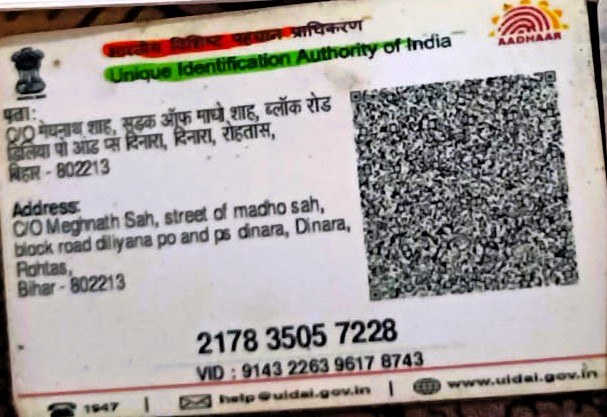 भारतीय विशिष्ट पहचान प्राधिकरण
Unique Identification Authority of India
AADHAAR
पता:
C/O मेघनाथ शाह, सुडक ऑफ माधो शाह, ब्लॉक रोड
डिलिया पो ऑड प्स दिनारा, दिनारा, रोहतास,
बिहार - 802213
Address:
C/O Meghnath Sah, street of madho sah,
block road diliyana po and ps dinara, Dinara,
Rohtas,
Bihar - 802213
2178 3505 7228
VID : 9143 2263 9617 8743
1947 | help@uidai.gov.in | www.uidai.gov.in